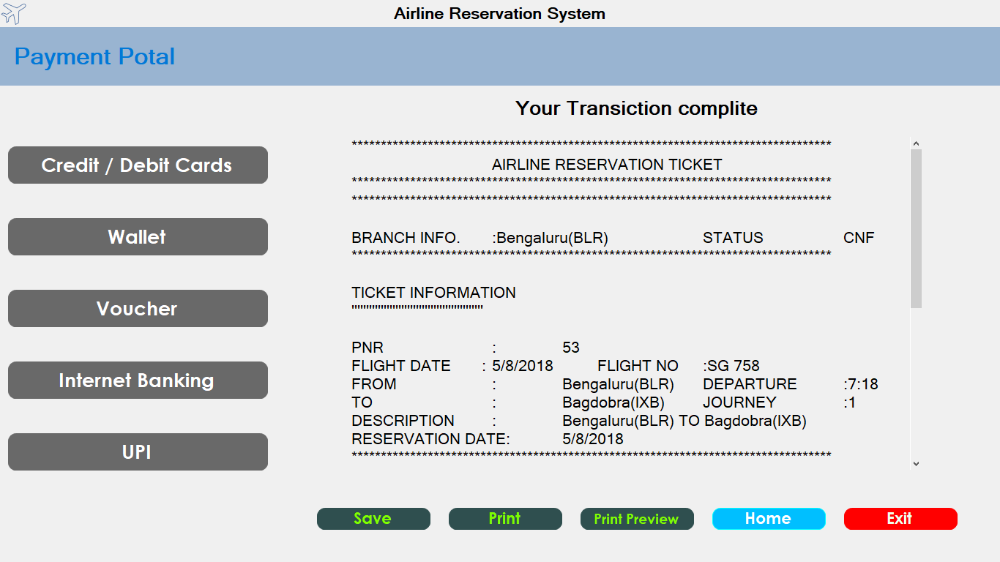 Airline Reservation System
Payment Potal
Your Transiction complite
Credit / Debit Cards
Wallet
Voucher
Internet Banking
UPI
**********************************************************************************
AIRLINE RESERVATION TICKET
**********************************************************************************
**********************************************************************************
BRANCH INFO. :Bengaluru(BLR) STATUS CNF
**********************************************************************************
TICKET INFORMATION
""""""""""""""""""""""
PNR : 53
FLIGHT DATE : 5/8/2018 FLIGHT NO :SG 758
FROM : Bengaluru(BLR) DEPARTURE :7:18
TO : Bagdobra(IXB) JOURNEY :1
DESCRIPTION : Bengaluru(BLR) TO Bagdobra(IXB)
RESERVATION DATE: 5/8/2018
**********************************************************************************
Save Print Print Preview Home Exit